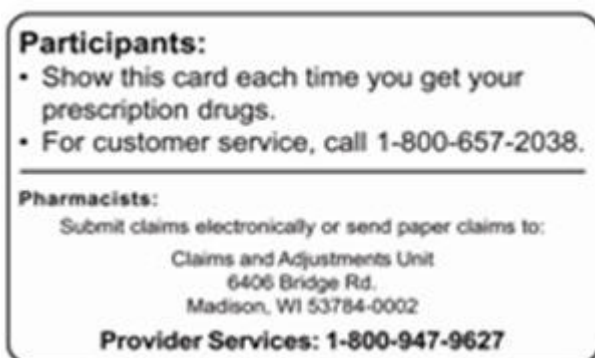 Participants:
• Show this card each time you get your
prescription drugs.
• For customer service, call 1-800-657-2038.
Pharmacists:
Submit claims electronically or send paper claims to:
Claims and Adjustments Unit
6406 Bridge Rd.
Madison, WI 53784-0002
Provider Services: 1-800-947-9627